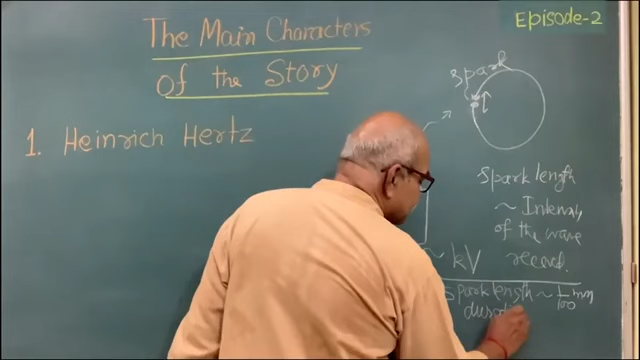 Episode-2
The Main Characters
Of the Story
1. Heinrich Hertz
spark
spark length
~ Intensity
of the wave
record.
~ kV
Spark length ~ 1/100 mm